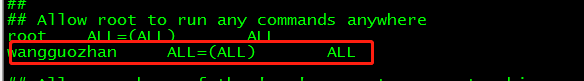 ##
## Allow root to run any commands anywhere
root    ALL=(ALL)       ALL
wangguozhan      ALL=(ALL)         ALL